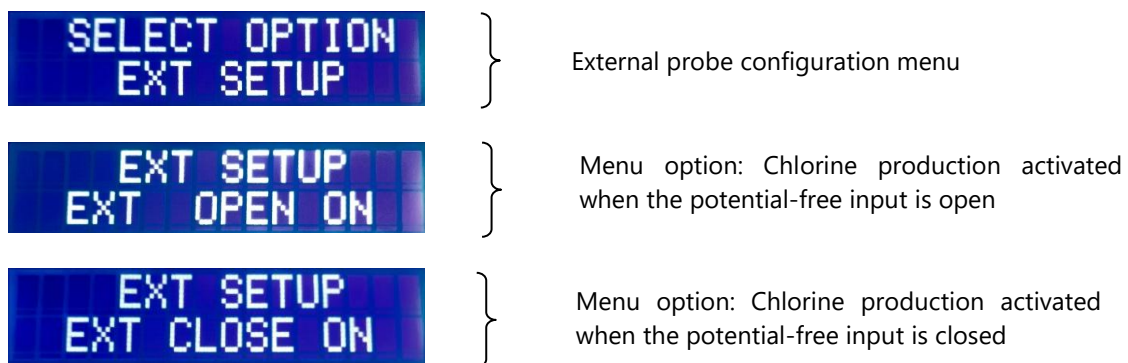 SELECT OPTION
EXT SETUP
External probe configuration menu
EXT SETUP
EXT OPEN ON
Menu option: Chlorine production activated
when the potential-free input is open
EXT SETUP
EXT CLOSE ON
Menu option: Chlorine production activated
when the potential-free input is closed